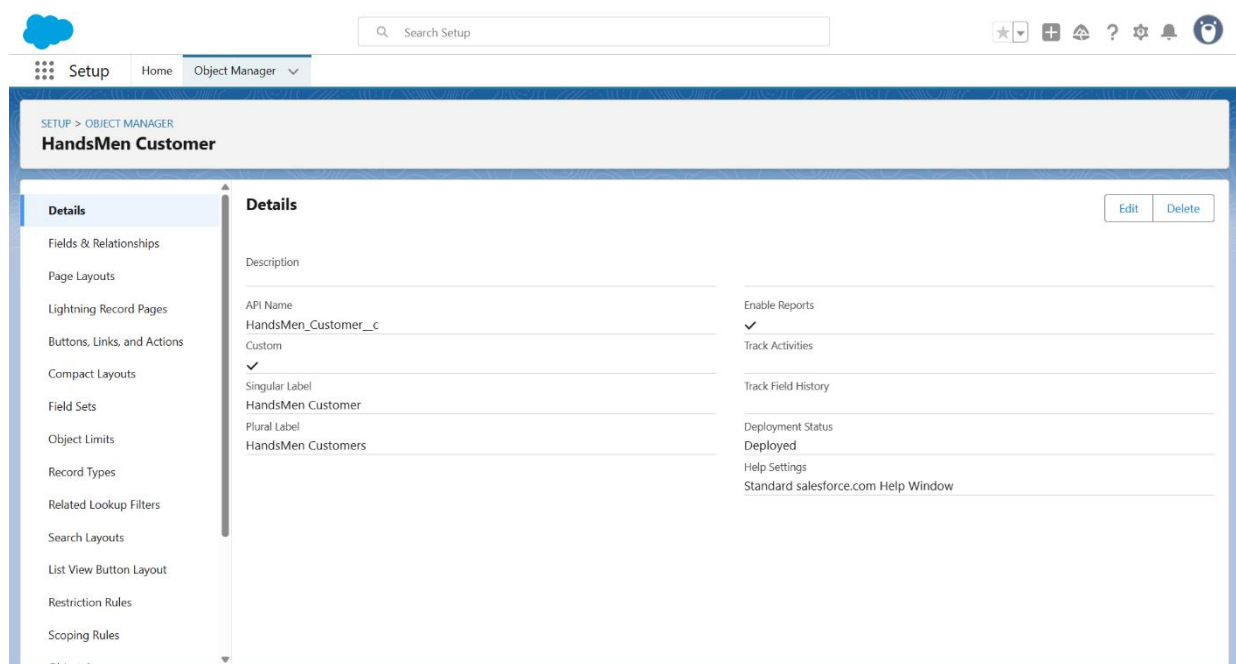 Search Setup
Setup
Home
Object Manager
SETUP > OBJECT MANAGER
HandsMen Customer
Details
Fields & Relationships
Page Layouts
Lightning Record Pages
Buttons, Links, and Actions
Compact Layouts
Field Sets
Object Limits
Record Types
Related Lookup Filters
Search Layouts
List View Button Layout
Restriction Rules
Scoping Rules
Details
Edit
Delete
Description
API Name
HandsMen_Customer__c
Custom
Singular Label
HandsMen Customer
Plural Label
HandsMen Customers
Enable Reports
Track Activities
Track Field History
Deployment Status
Deployed
Help Settings
Standard salesforce.com Help Window